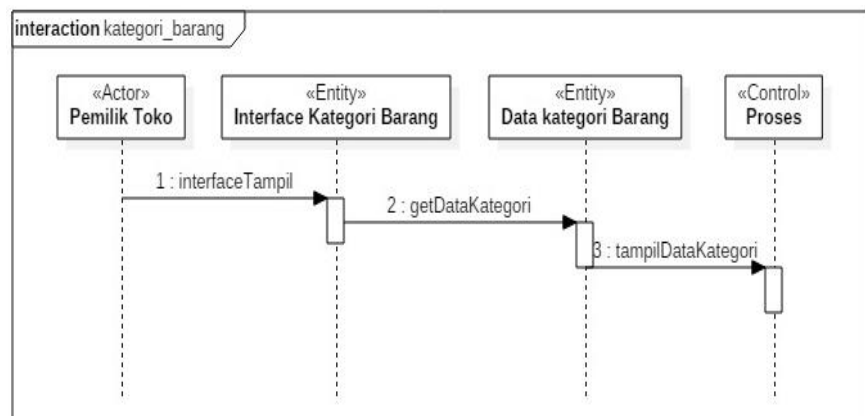 interaction kategori_barang
«Actor»
Pemilik Toko
«Entity»
Interface Kategori Barang
«Entity»
Data kategori Barang
«Control»
Proses
1 : interfaceTampil
2 : getDataKategori
3 : tampilDataKategori